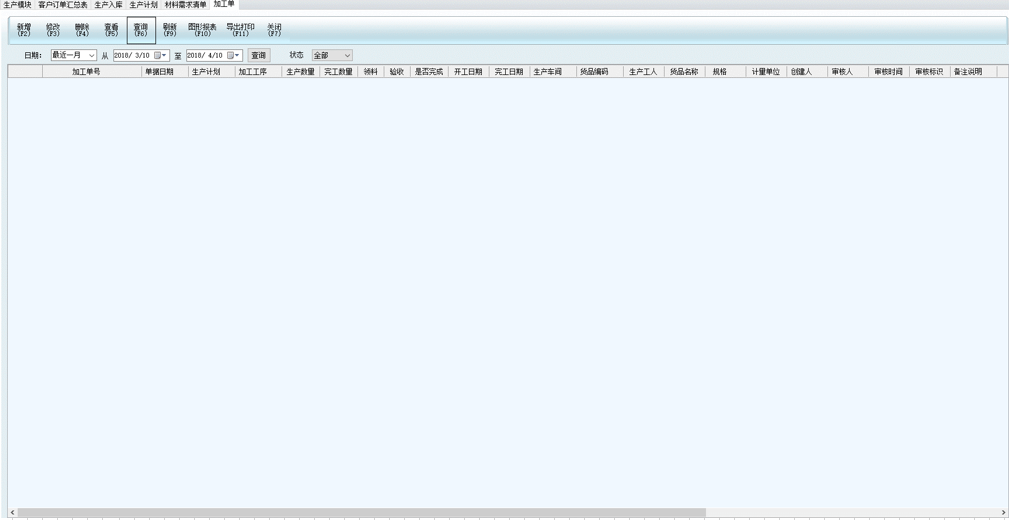 生产模块 客户订单汇总表 生产入库 生产计划 材料需求清单 加工单
新增 修改 删除 查看 查询 刷新 图形报表 导出打印 关闭
(F2) (F3) (F4) (F5) (F6) (F9) (F10) (F11) (F7)
日期: 最近一月 从 2018/ 3/10 至 2018/ 4/10 查询 状态 全部
加工单号 单据日期 生产计划 加工工序 生产数量 完工数量 领料 验收 是否完成 开工日期 完工日期 生产车间 货品编码 生产工人 货品名称 规格 计量单位 创建人 审核人 审核时间 审核标识 备注说明